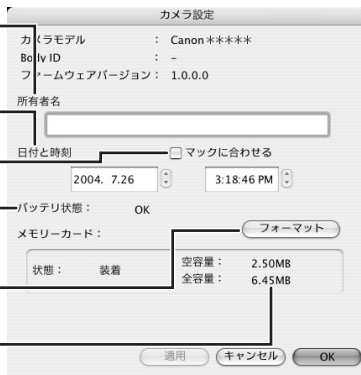 カメラ設定
カメラモデル : Canon＊＊＊＊＊
Body ID : –
ファームウェアバージョン : 1.0.0.0
所有者名
日付と時刻 マックに合わせる
2004. 7.26 3:18:46 PM
バッテリ状態 : OK
メモリーカード :
フォーマット
状態 : 装着 空容量 : 2.50MB
全容量 : 6.45MB
適用 キャンセル OK